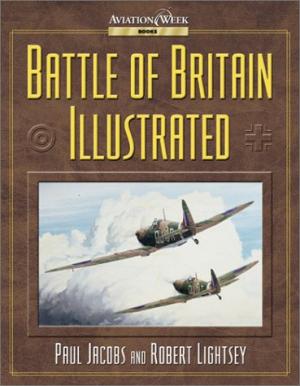 AVIATION WEEK
BOOKS
BATTLE OF BRITAIN
ILLUSTRATED
PAUL JACOBS AND ROBERT LIGHTSEY